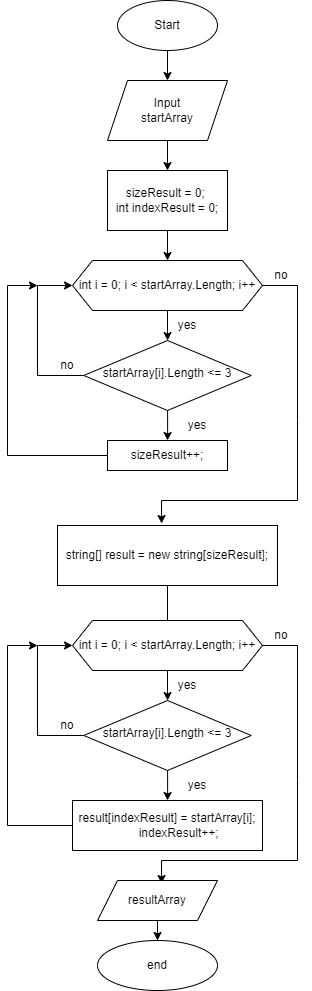 Start
Input
startArray
sizeResult = 0;
int indexResult = 0;
int i = 0; i < startArray.Length; i++
no
yes
startArray[i].Length <= 3
no
yes
sizeResult++;
string[] result = new string[sizeResult];
int i = 0; i < startArray.Length; i++
no
yes
startArray[i].Length <= 3
no
yes
result[indexResult] = startArray[i];
indexResult++;
resultArray
end